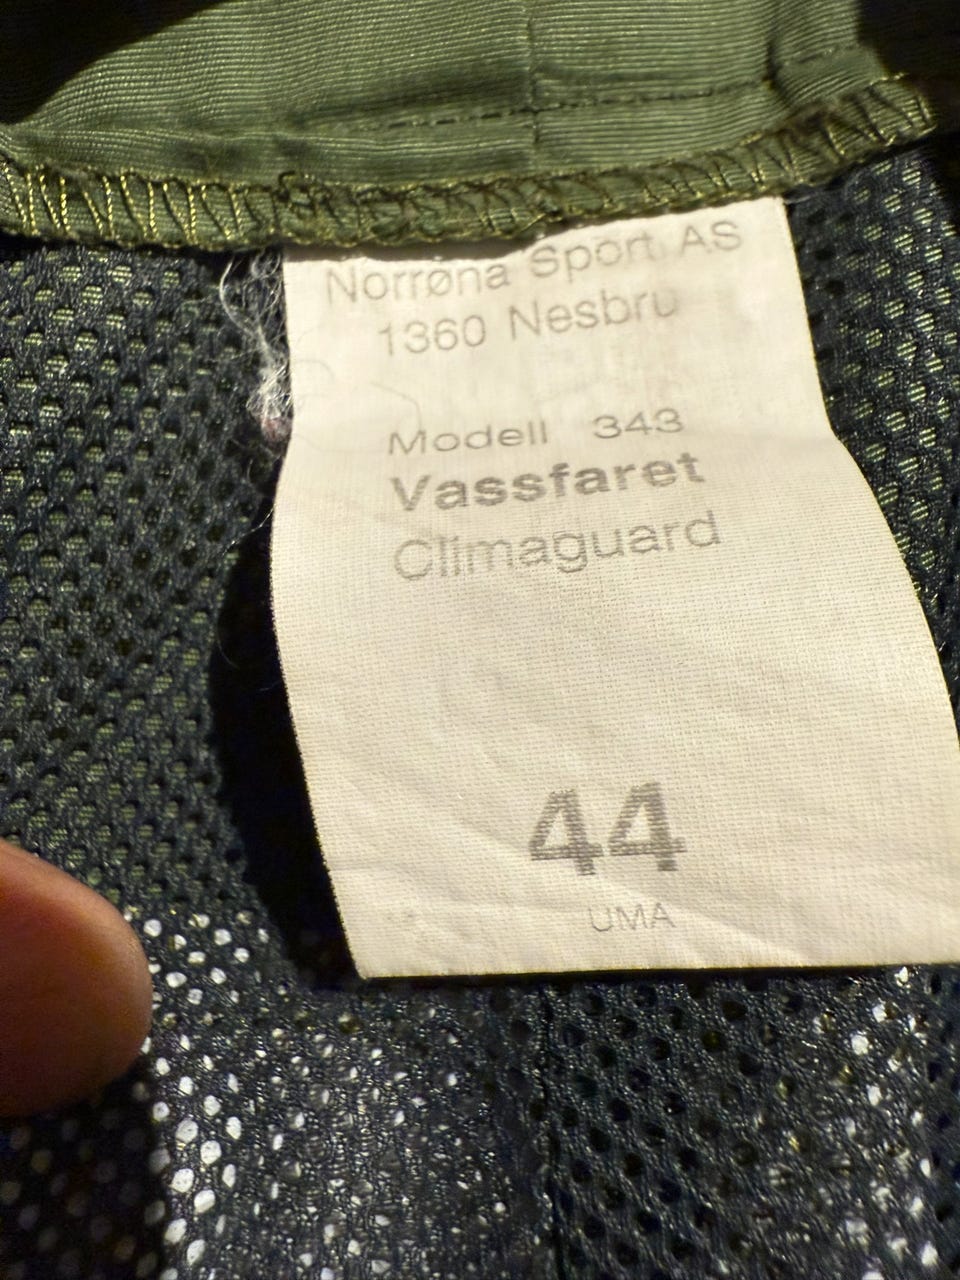 Norrøna Sport AS
1360 Nesbru
Modell 343
Vassfaret
Climaguard
44
UMA